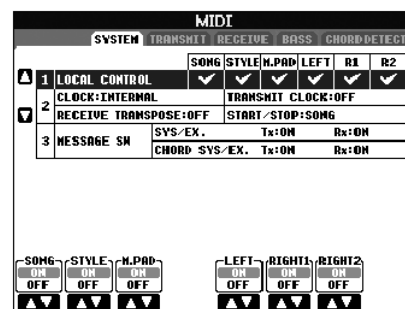 MIDI
SYSTEM TRANSMIT RECEIVE BASS CHORD DETECT
SONG STYLE M.PAD LEFT R1 R2
1 LOCAL CONTROL
2 CLOCK:INTERNAL TRANSMIT CLOCK:OFF
RECEIVE TRANSPOSE:OFF START/STOP:SONG
3 MESSAGE SW SYS/EX. Tx:ON Rx:ON
CHORD SYS/EX. Tx:ON Rx:ON
SONG STYLE M.PAD LEFT RIGHT1 RIGHT2
ON ON ON ON ON ON
OFF OFF OFF OFF OFF OFF